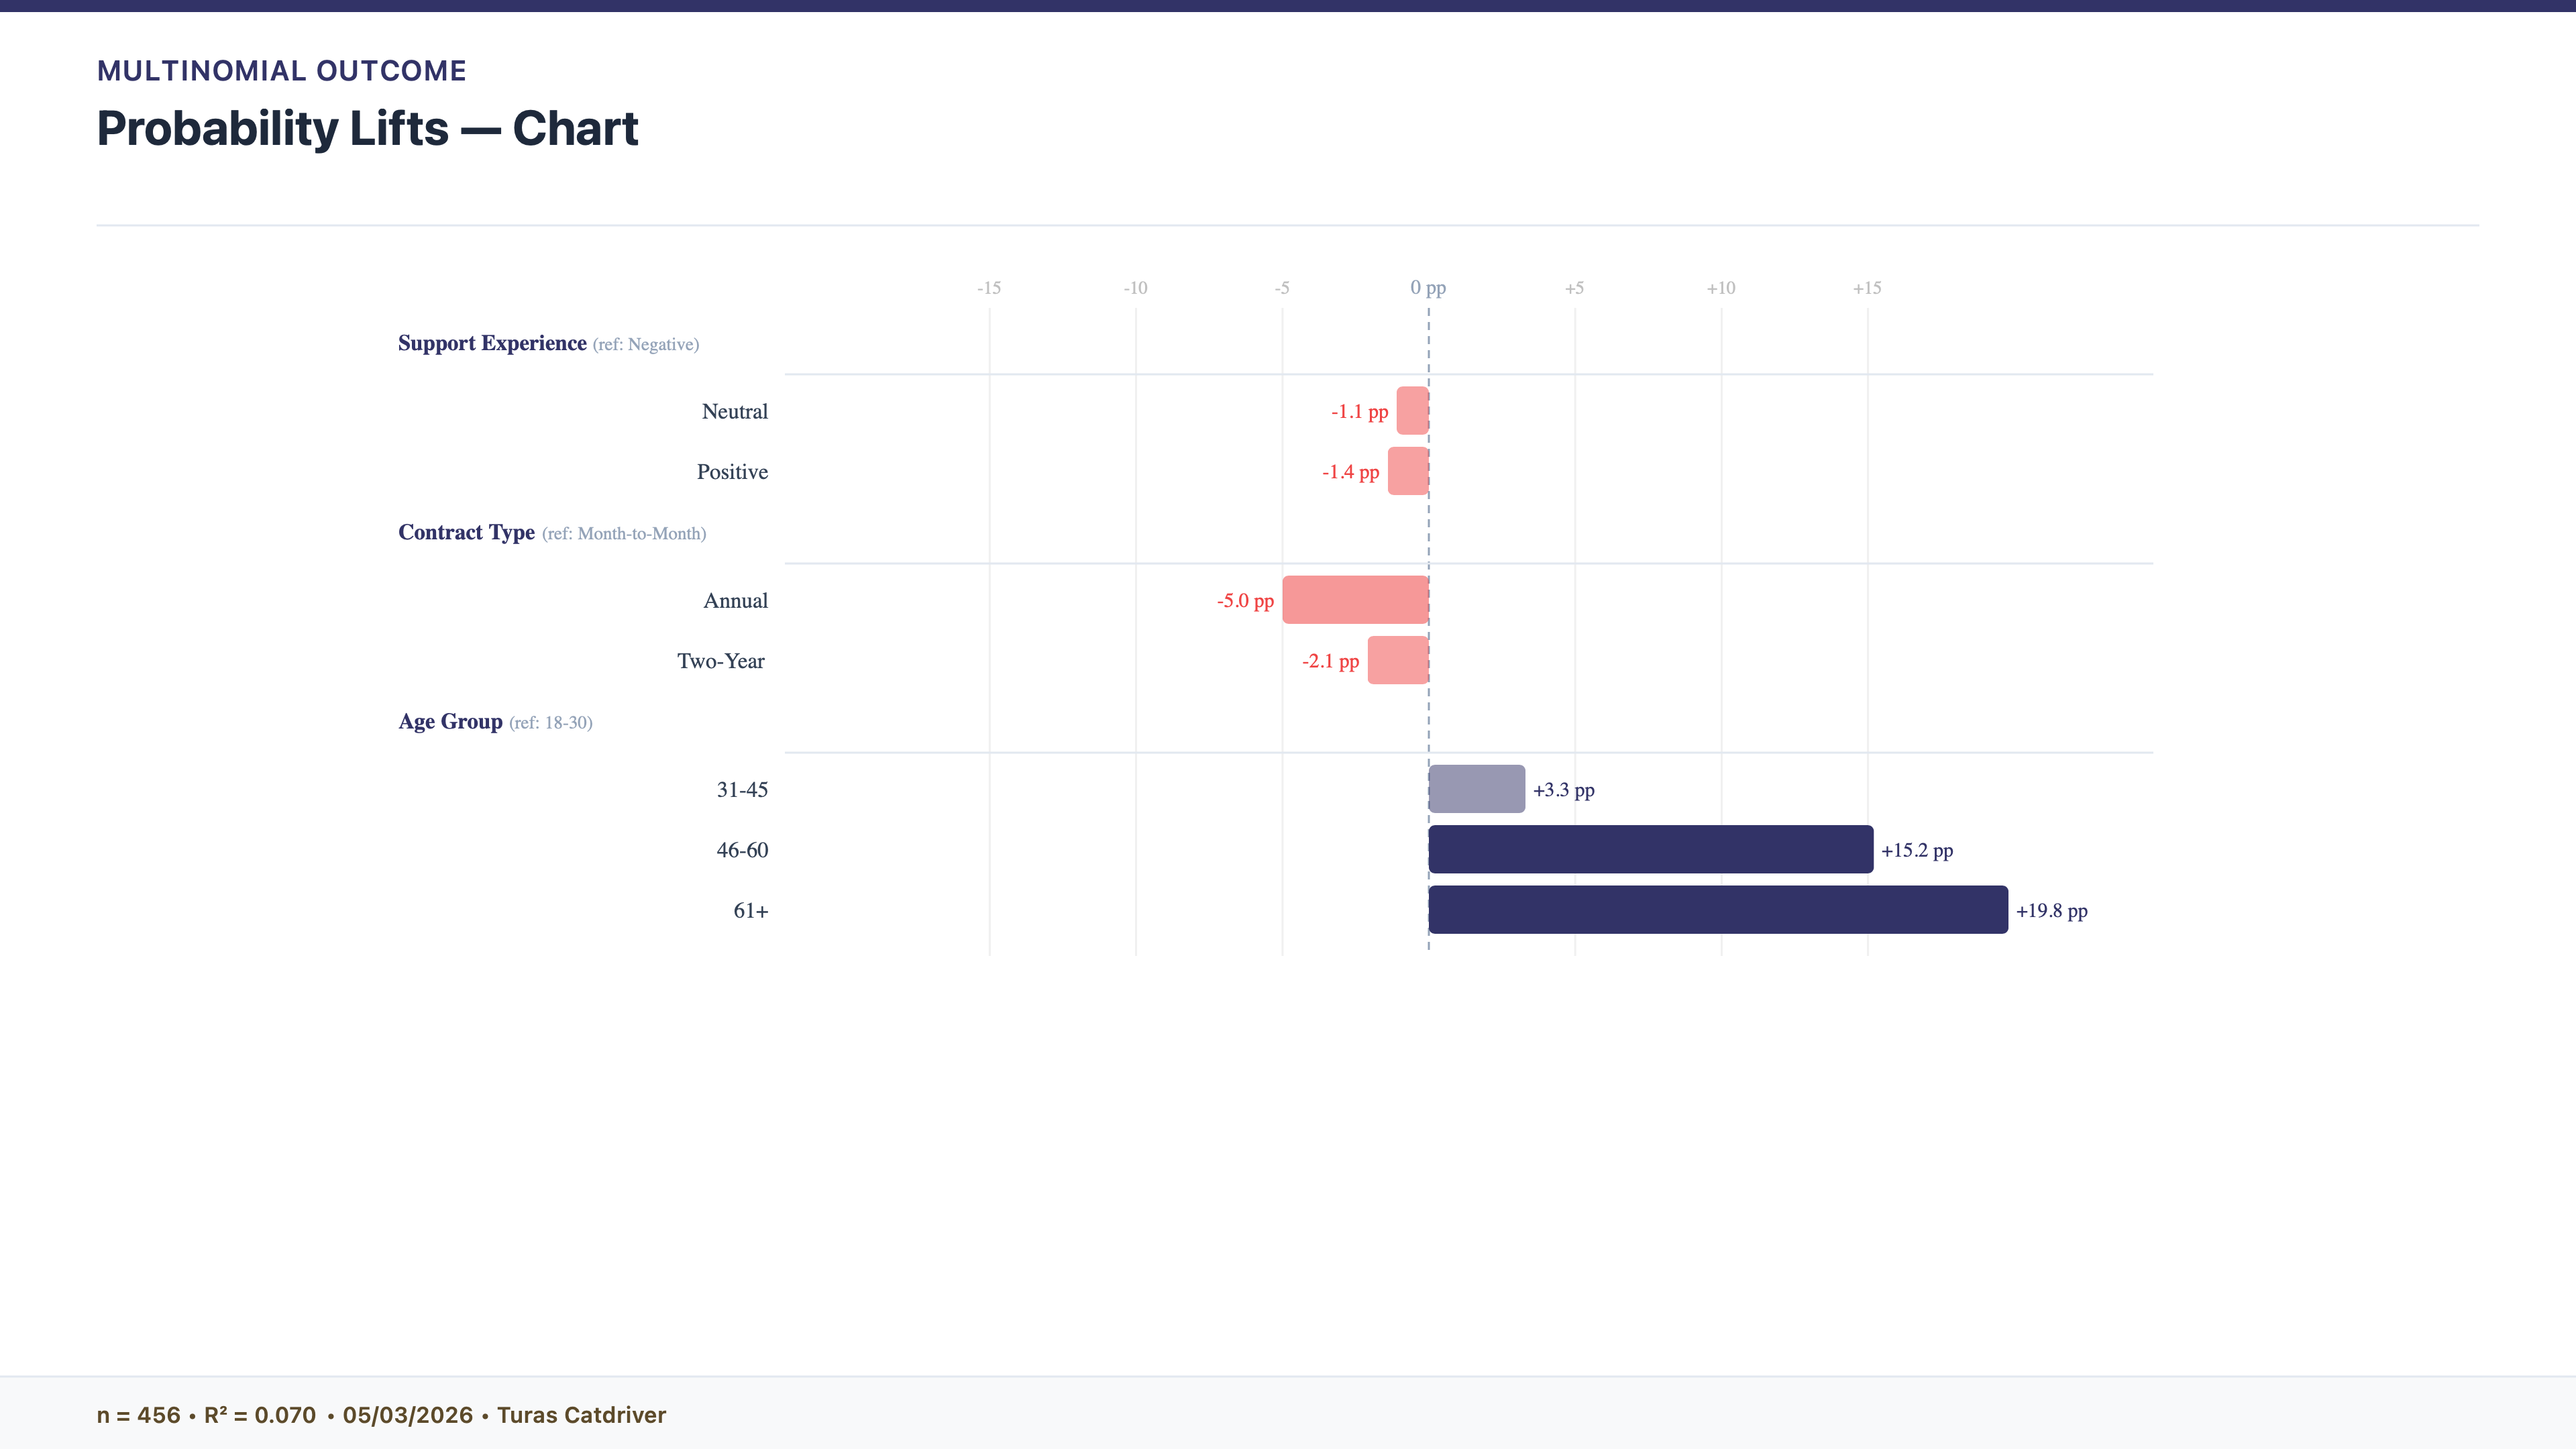 MULTINOMIAL OUTCOME
Probability Lifts — Chart
-15 -10 -5 0 pp +5 +10 +15
Support Experience (ref: Negative)
Neutral -1.1 pp
Positive -1.4 pp
Contract Type (ref: Month-to-Month)
Annual -5.0 pp
Two-Year -2.1 pp
Age Group (ref: 18-30)
31-45 +3.3 pp
46-60 +15.2 pp
61+ +19.8 pp
n = 456 • R² = 0.070 • 05/03/2026 • Turas Catdriver